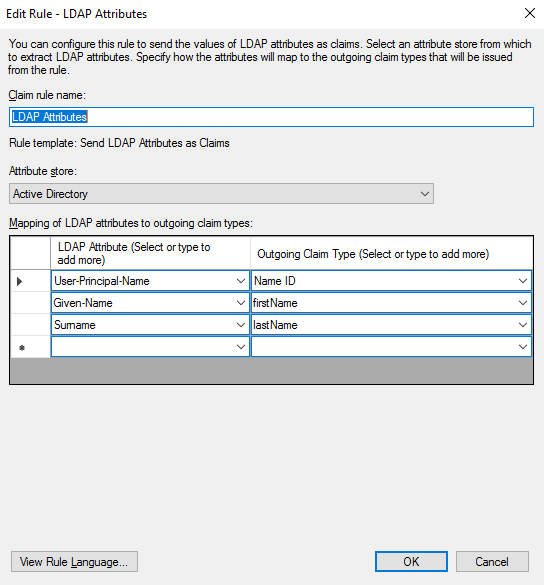 Edit Rule - LDAP Attributes
You can configure this rule to send the values of LDAP attributes as claims. Select an attribute store from which
to extract LDAP attributes. Specify how the attributes will map to the outgoing claim types that will be issued
from the rule.
Claim rule name:
LDAP Attributes
Rule template: Send LDAP Attributes as Claims
Attribute store:
Active Directory
Mapping of LDAP attributes to outgoing claim types:
LDAP Attribute (Select or type to
add more)
Outgoing Claim Type (Select or type to add more)
User-Principal-Name
Name ID
Given-Name
firstName
Surname
lastName
View Rule Language...
OK
Cancel